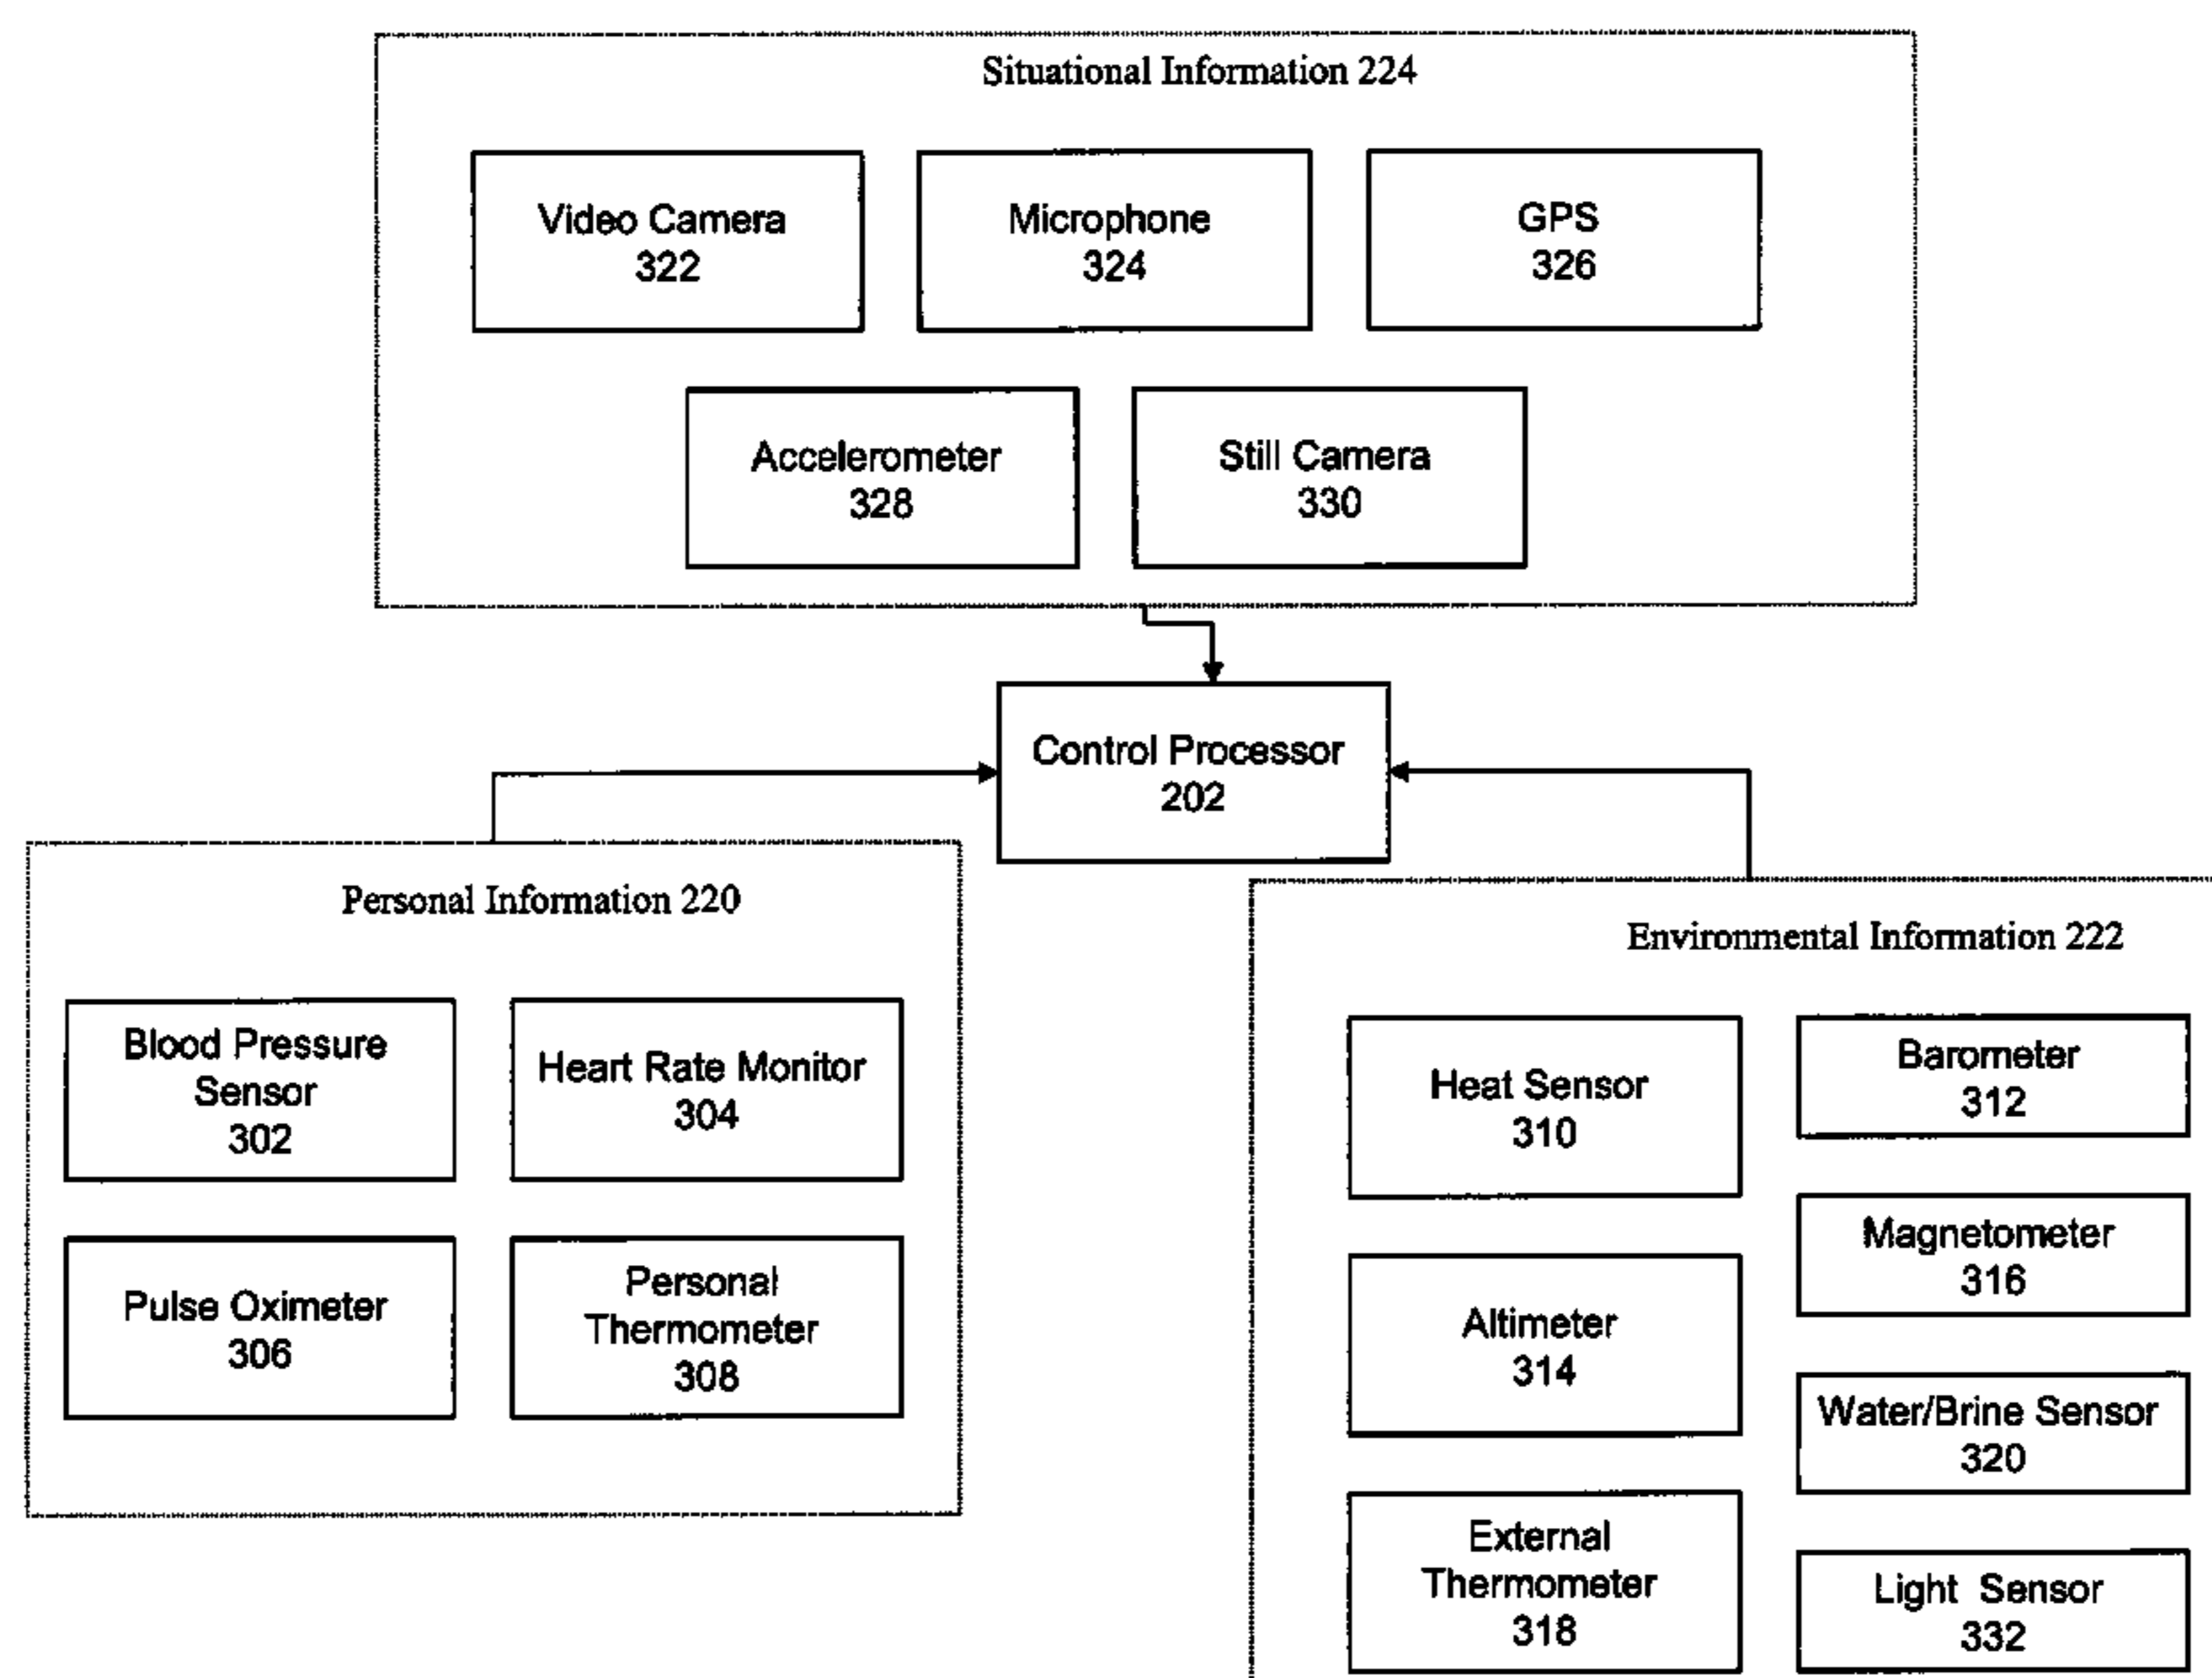 Situational Information 224
Video Camera
322
Microphone
324
GPS
326
Accelerometer
328
Still Camera
330
Control Processor
202
Personal Information 220
Blood Pressure
Sensor
302
Heart Rate Monitor
304
Pulse Oximeter
306
Personal
Thermometer
308
Environmental Information 222
Heat Sensor
310
Barometer
312
Altimeter
314
Magnetometer
316
External
Thermometer
318
Water/Brine Sensor
320
Light Sensor
332